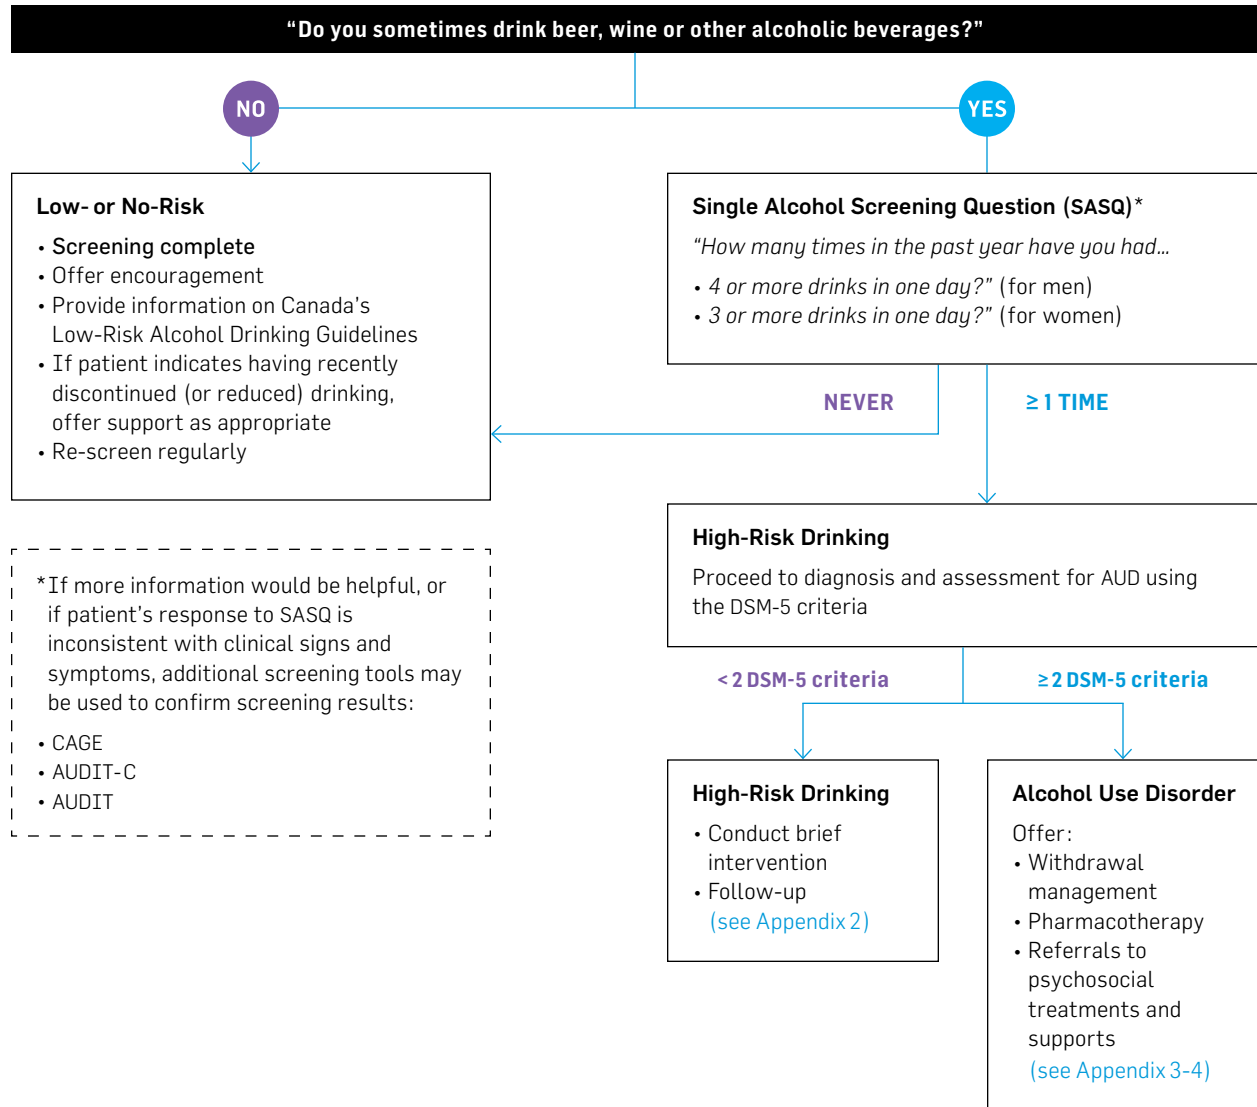 “Do you sometimes drink beer, wine or other alcoholic beverages?”
NO
YES
Low- or No-Risk
• Screening complete
• Offer encouragement
• Provide information on Canada’s
Low-Risk Alcohol Drinking Guidelines
• If patient indicates having recently
discontinued (or reduced) drinking,
offer support as appropriate
• Re-screen regularly
Single Alcohol Screening Question (SASQ)*
“How many times in the past year have you had...
• 4 or more drinks in one day?” (for men)
• 3 or more drinks in one day?” (for women)
NEVER
≥ 1 TIME
High-Risk Drinking
Proceed to diagnosis and assessment for AUD using
the DSM-5 criteria
*If more information would be helpful, or
if patient’s response to SASQ is
inconsistent with clinical signs and
symptoms, additional screening tools may
be used to confirm screening results:
• CAGE
• AUDIT-C
• AUDIT
< 2 DSM-5 criteria
≥ 2 DSM-5 criteria
High-Risk Drinking
• Conduct brief
intervention
• Follow-up
(see Appendix 2)
Alcohol Use Disorder
Offer:
• Withdrawal
management
• Pharmacotherapy
• Referrals to
psychosocial
treatments and
supports
(see Appendix 3-4)